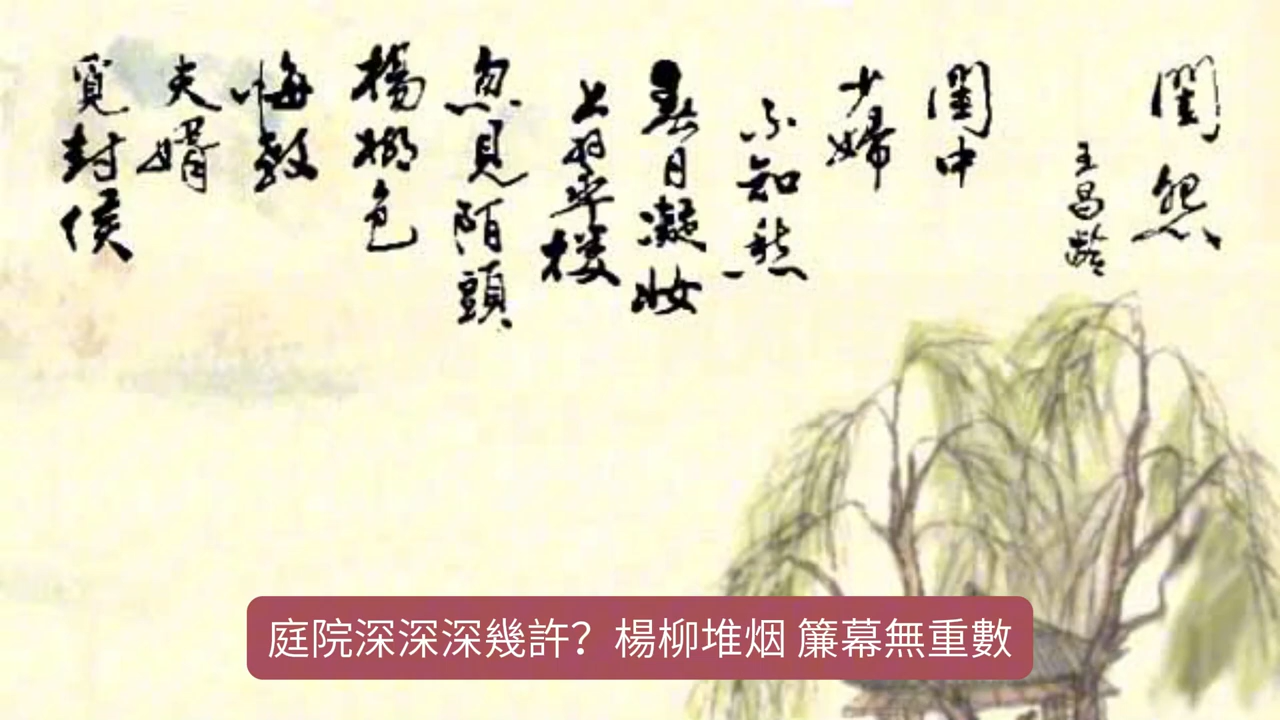 閨怨
王昌齡
閨中
少婦
不知愁
春日凝妝
上翠楼
忽見陌頭
楊柳色
悔教
夫婿
覓封侯
庭院深深深幾許？楊柳堆烟 簾幕無重數